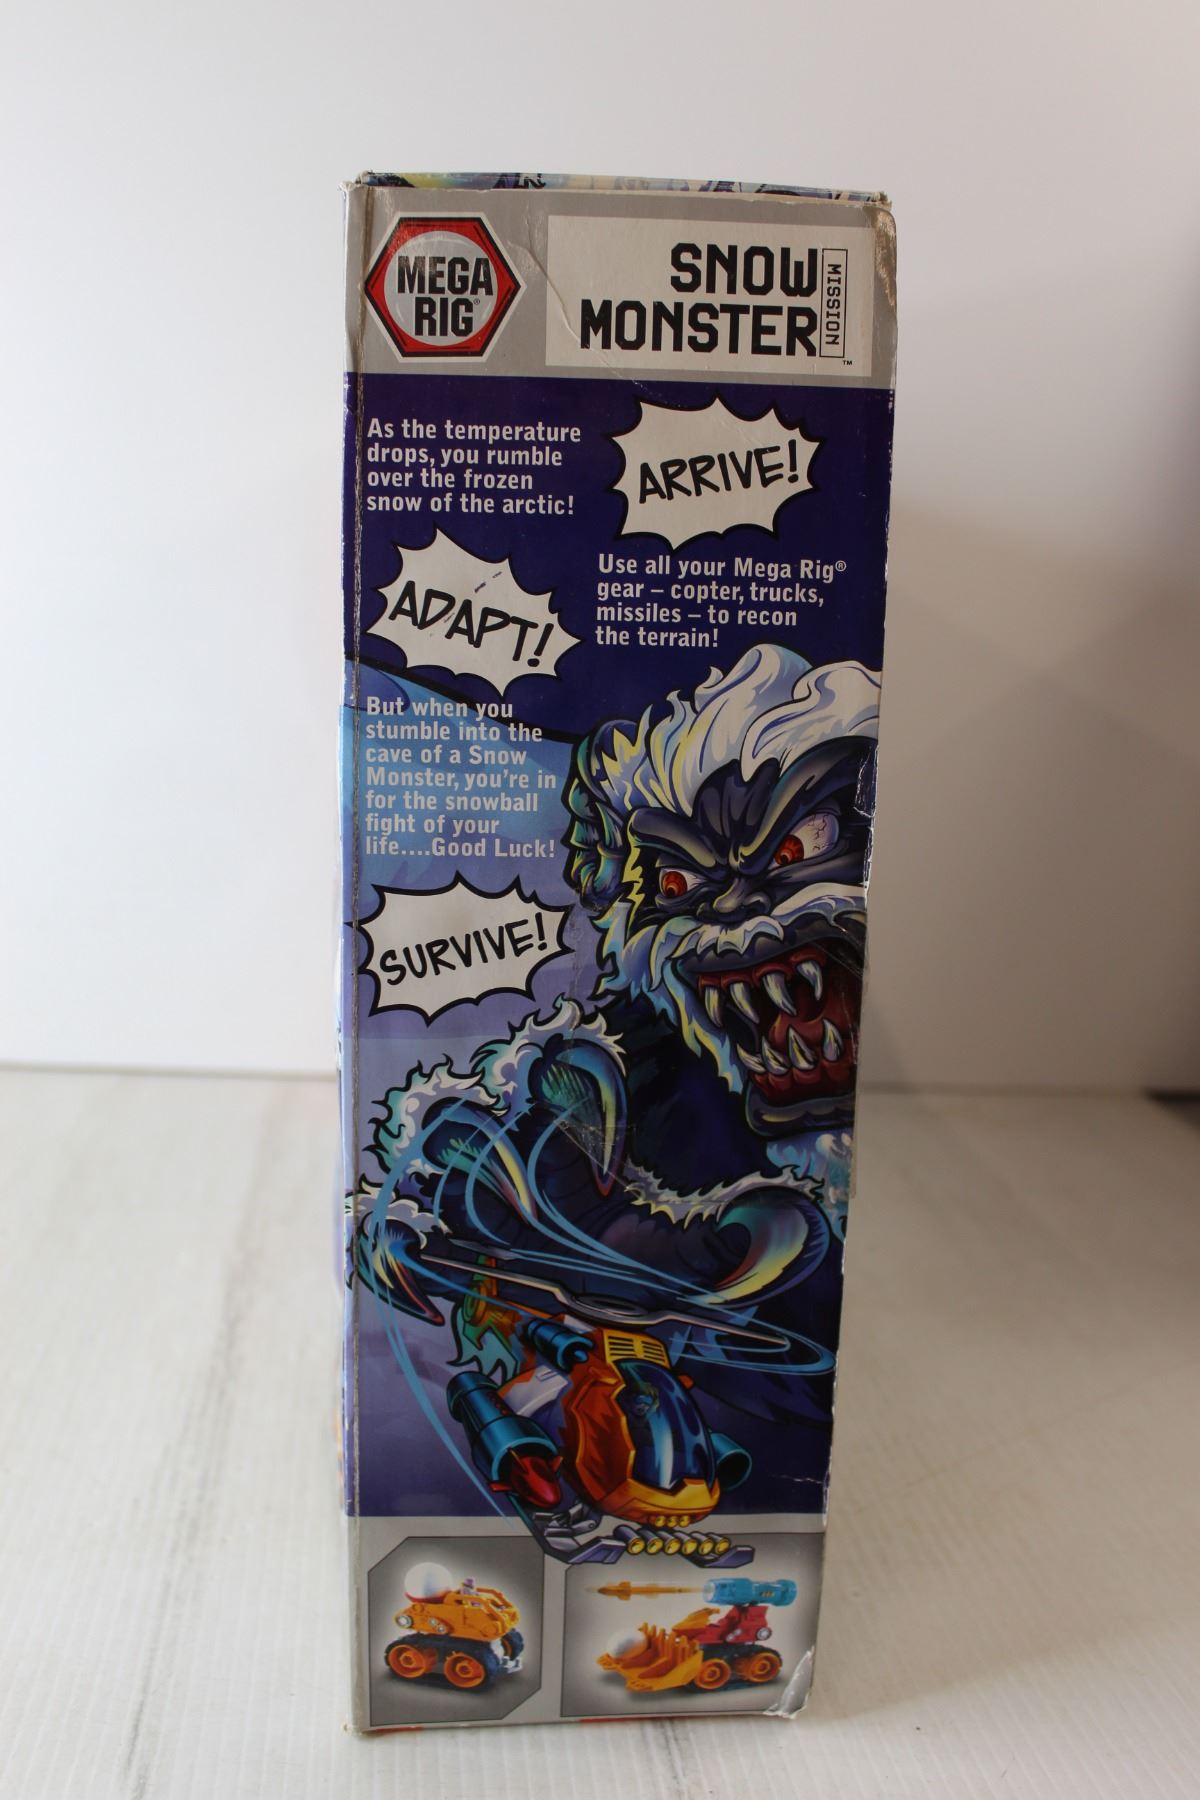 MEGA
RIG®
SNOW
MONSTER
MISSION
™
As the temperature
drops, you rumble
over the frozen
snow of the arctic!
ARRIVE!
Use all your Mega Rig®
gear – copter, trucks,
missiles – to recon
the terrain!
ADAPT!
But when you
stumble into the
cave of a Snow
Monster, you're in
for the snowball
fight of your
life....Good Luck!
SURVIVE!